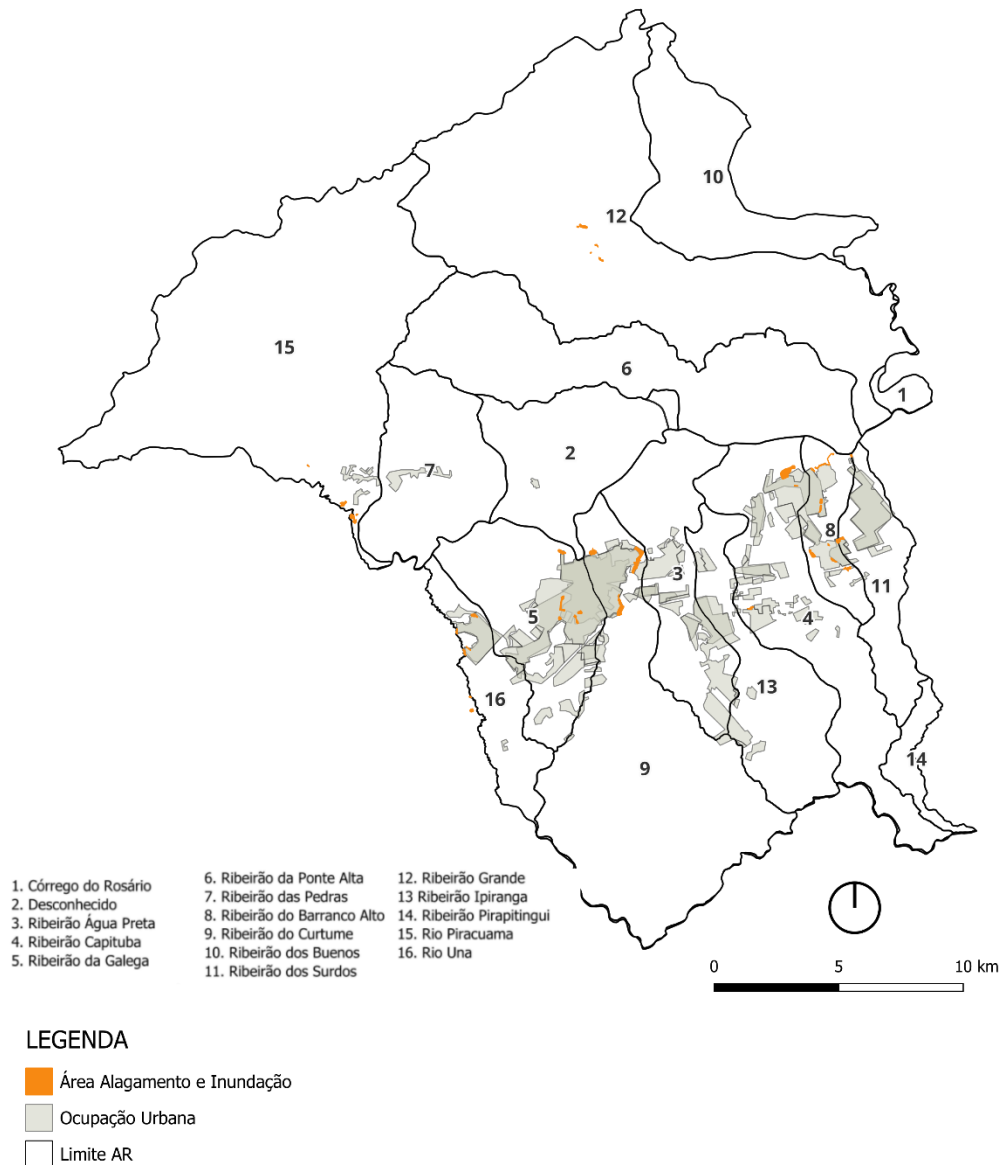 10
12
15
6
1
2
7
8
3
11
5
4
13
16
14
9
1. Córrego do Rosário
2. Desconhecido
3. Ribeirão Água Preta
4. Ribeirão Capituba
5. Ribeirão da Galega
6. Ribeirão da Ponte Alta
7. Ribeirão das Pedras
8. Ribeirão do Barranco Alto
9. Ribeirão do Curtume
10. Ribeirão dos Buenos
11. Ribeirão dos Surdos
12. Ribeirão Grande
13 Ribeirão Ipiranga
14. Ribeirão Pirapitingui
15. Rio Piracuama
16. Rio Una
0 5 10 km
LEGENDA
Área Alagamento e Inundação
Ocupação Urbana
Limite AR